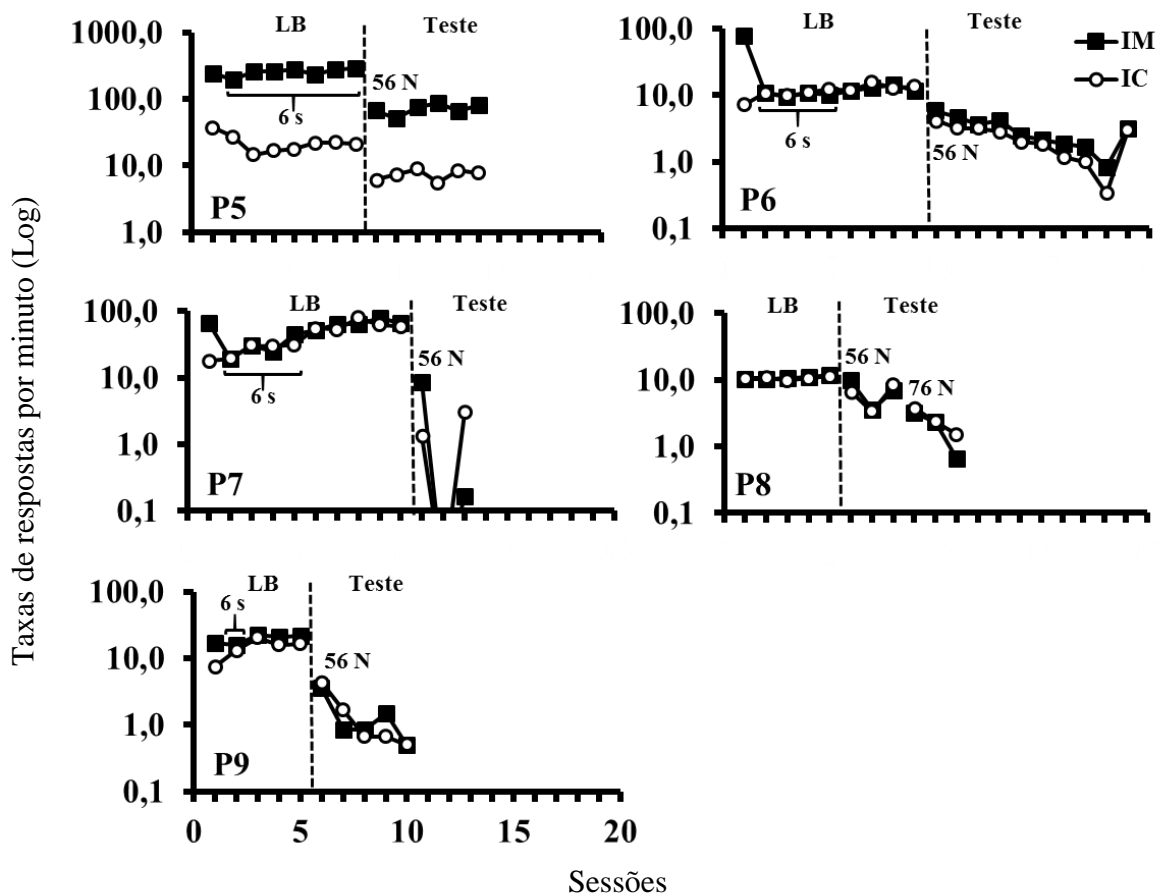 LB
Teste
1000,0
100,0
10,0
1,0
56 N
6 s
P5
LB
Teste
100,0
10,0
1,0
0,1
IM
IC
6 s
56 N
P6
Taxas de respostas por minuto (Log)
LB
Teste
100,0
10,0
1,0
0,1
56 N
6 s
P7
LB
Teste
100,0
10,0
1,0
0,1
56 N
76 N
P8
LB
Teste
100,0
10,0
1,0
0,1
6 s
56 N
P9
0 5 10 15 20
Sessões